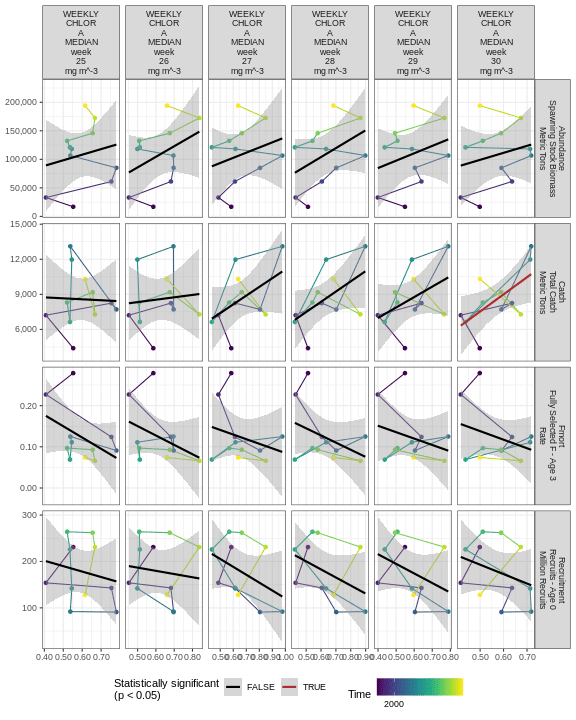 WEEKLY WEEKLY WEEKLY WEEKLY WEEKLY WEEKLY
CHLOR CHLOR CHLOR CHLOR CHLOR CHLOR
A A A A A A
MEDIAN MEDIAN MEDIAN MEDIAN MEDIAN MEDIAN
week week week week week week
25 26 27 28 29 30
mg m^-3 mg m^-3 mg m^-3 mg m^-3 mg m^-3 mg m^-3
200,000
150,000
100,000
50,000
0
Abundance
Spawning Stock Biomass
Metric Tons
15,000
12,000
9,000
6,000
Catch
Total Catch
Metric Tons
0.20
0.10
0.00
Fmort
Fully Selected F - Age 3
Rate
300
200
100
Recruitment
Recruits - Age 0
Million Recruits
0.40 0.50 0.60 0.70 0.50 0.60 0.70 0.80 0.40 0.50 0.60 0.70 0.80 0.90 1.00 0.50 0.60 0.70 0.80 0.90 0.40 0.50 0.60 0.70 0.80 0.50 0.60 0.70
Statistically significant
(p < 0.05)
FALSE TRUE
Time
2000